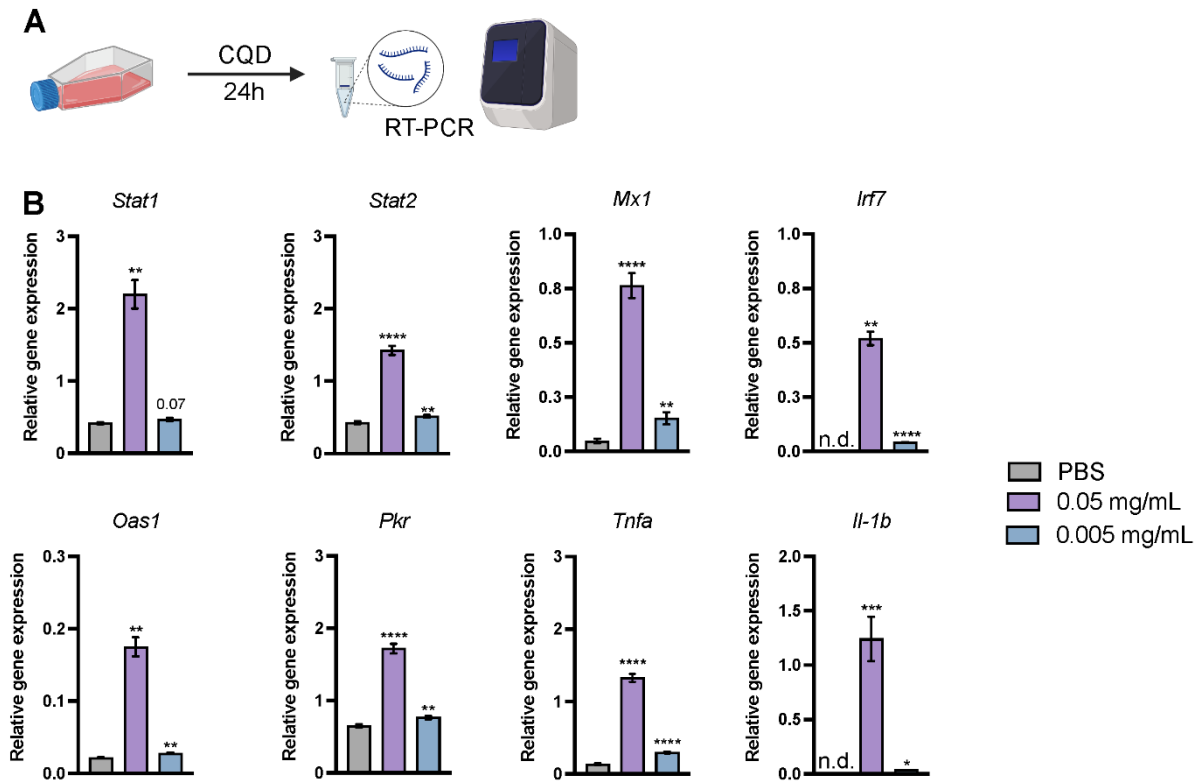 A
CQD
24h
RT-PCR
B
Stat1
Relative gene expression
3
2
1
0
**
0.07
Stat2
Relative gene expression
3
2
1
0
****
**
Mx1
Relative gene expression
1.0
0.8
0.5
0.3
0.0
****
**
Irf7
Relative gene expression
1.0
0.8
0.5
0.3
0.0
n.d.
**
****
PBS
0.05 mg/mL
0.005 mg/mL
Oas1
Relative gene expression
0.3
0.2
0.1
0.0
**
**
Pkr
Relative gene expression
3
2
1
0
****
**
Tnfa
Relative gene expression
3
2
1
0
****
****
Il-1b
Relative gene expression
2.0
1.5
1.0
0.5
0.0
n.d.
***
*